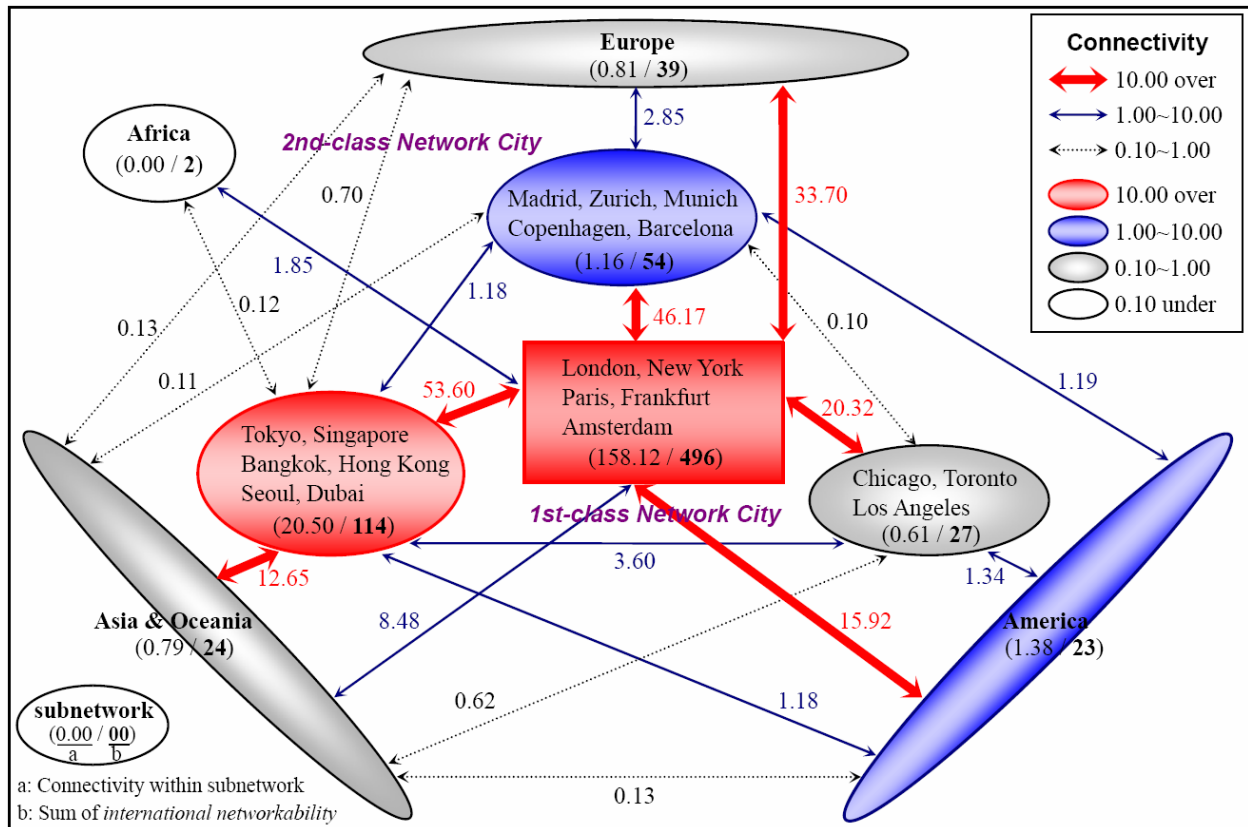 Europe
(0.81 / 39)
Connectivity
10.00 over
1.00~10.00
0.10~1.00
10.00 over
1.00~10.00
0.10~1.00
0.10 under
Africa
(0.00 / 2)
2nd-class Network City
2.85
0.70
33.70
Madrid, Zurich, Munich
Copenhagen, Barcelona
(1.16 / 54)
1.85
1.18
0.12
0.13
46.17
0.10
0.11
1.19
London, New York
Paris, Frankfurt
Amsterdam
(158.12 / 496)
53.60
20.32
Tokyo, Singapore
Bangkok, Hong Kong
Seoul, Dubai
(20.50 / 114)
Chicago, Toronto
Los Angeles
(0.61 / 27)
1st-class Network City
3.60
12.65
1.34
8.48
15.92
Asia & Oceania
(0.79 / 24)
America
(1.38 / 23)
0.62
1.18
0.13
subnetwork
(0.00 / 00)
a b
a: Connectivity within subnetwork
b: Sum of international networkability